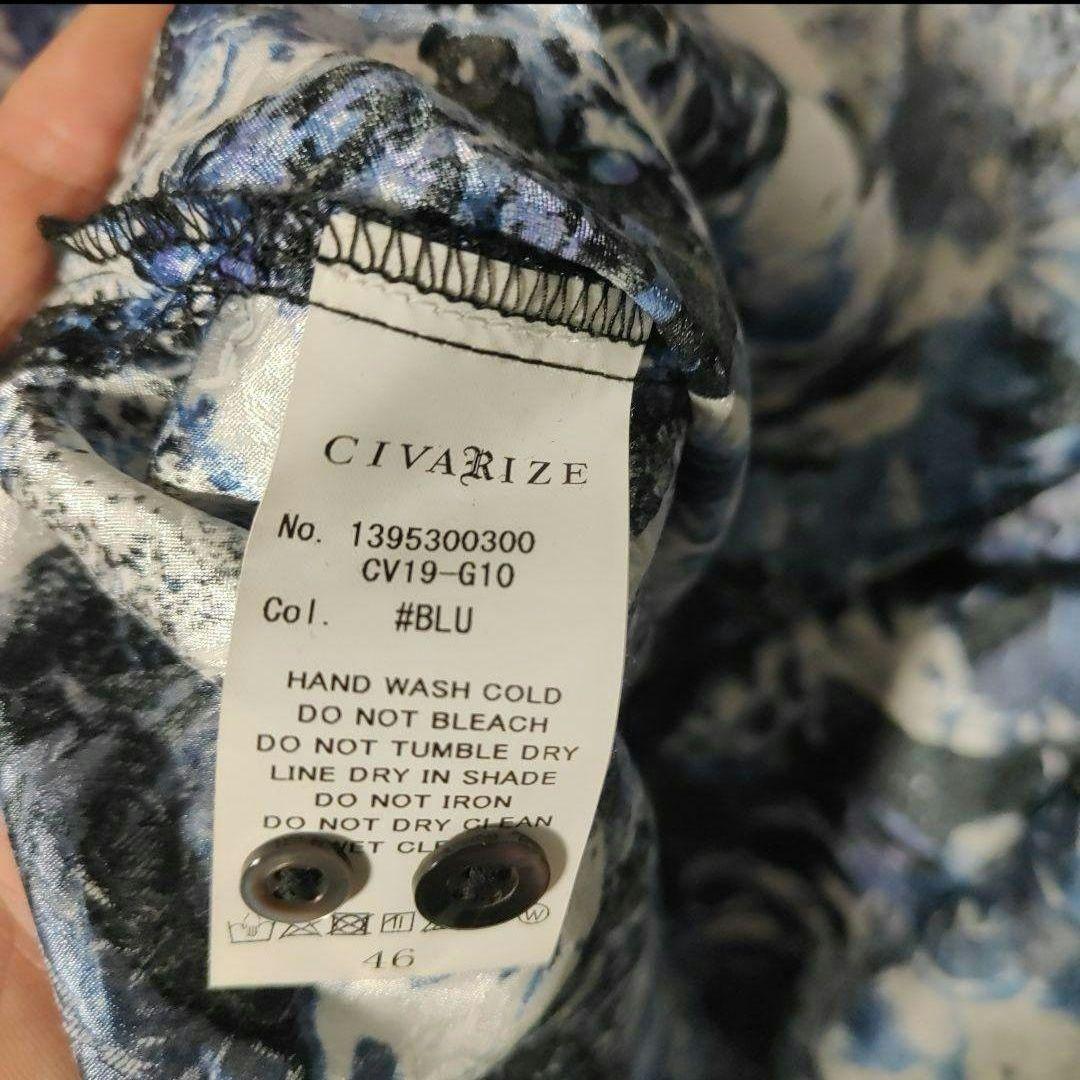 CIVARIZE
No. 1395300300
CV19-G10
Col. #BLU
HAND WASH COLD
DO NOT BLEACH
DO NOT TUMBLE DRY
LINE DRY IN SHADE
DO NOT IRON
DO NOT DRY CLEAN
WET
W
46